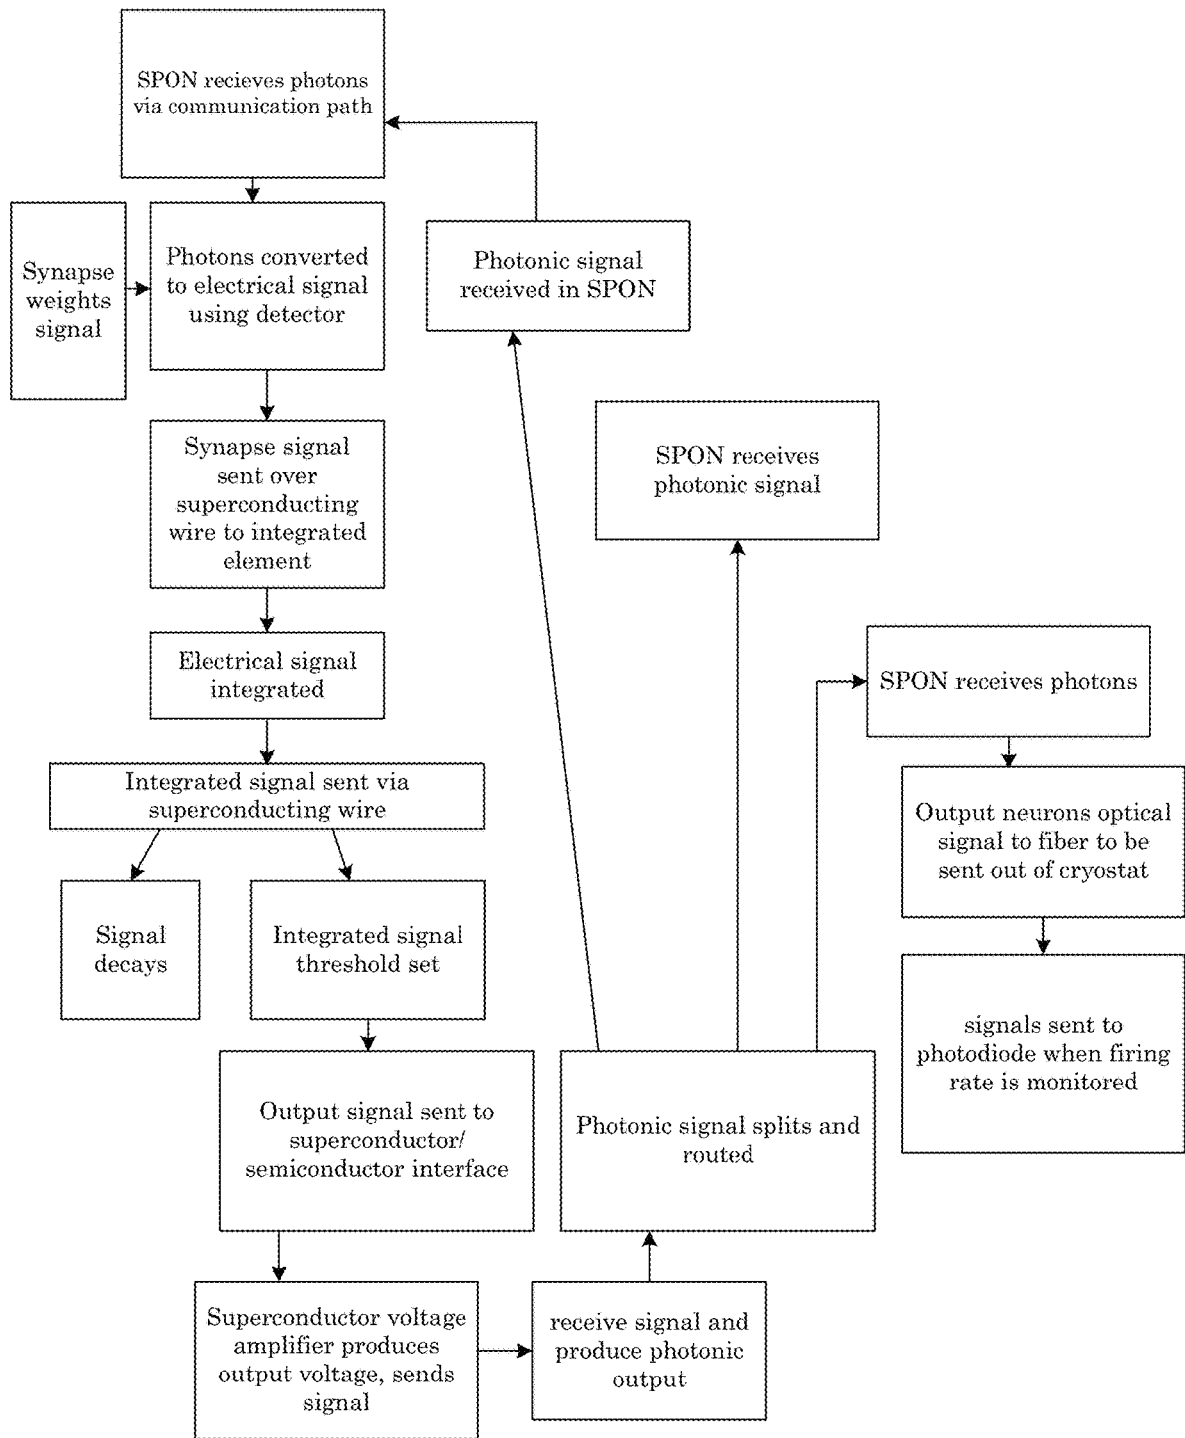 SPON recieves photons
via communication path
Synapse
weights
signal
Photons converted
to electrical signal
using detector
Photonic signal
received in SPON
Synapse signal
sent over
superconducting
wire to integrated
element
SPON receives
photonic signal
Electrical signal
integrated
SPON receives photons
Integrated signal sent via
superconducting wire
Output neurons optical
signal to fiber to be
sent out of cryostat
Signal
decays
Integrated signal
threshold set
signals sent to
photodiode when firing
rate is monitored
Output signal sent to
superconductor/
semiconductor interface
Photonic signal splits and
routed
Superconductor voltage
amplifier produces
output voltage, sends
signal
receive signal and
produce photonic
output